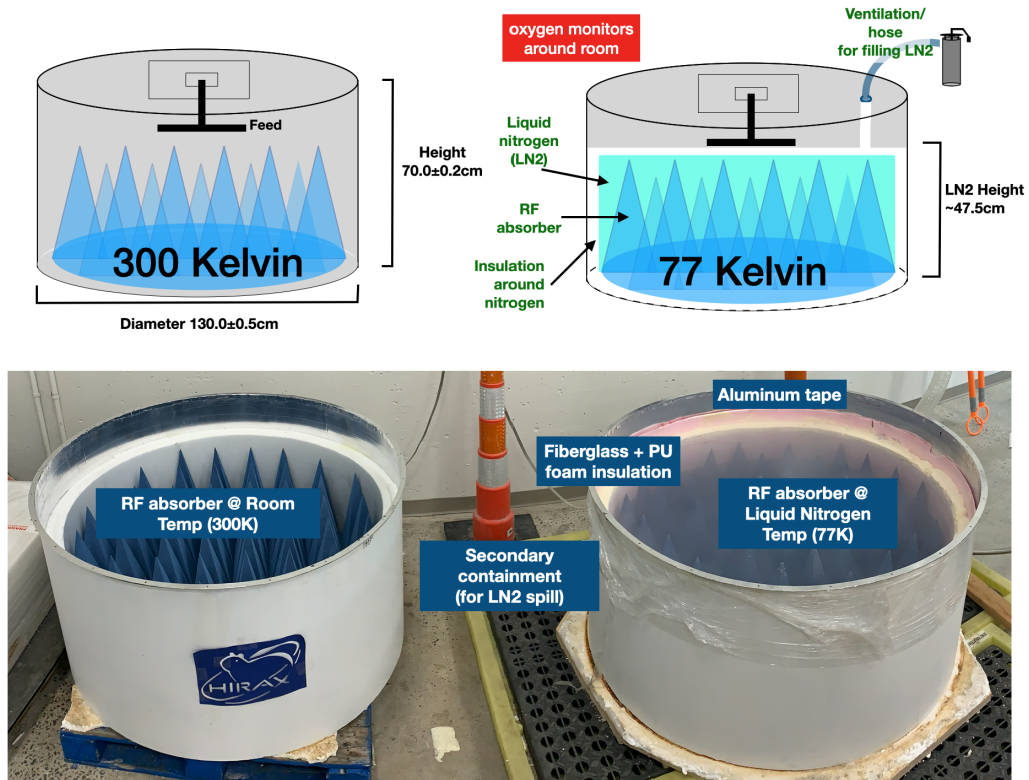 oxygen monitors
around room
Ventilation/
hose
for filling LN2
Feed
Height
70.0±0.2cm
300 Kelvin
Diameter 130.0±0.5cm
Liquid
nitrogen
(LN2)
RF
absorber
Insulation
around
nitrogen
77 Kelvin
LN2 Height
~47.5cm
Aluminum tape
Fiberglass + PU
foam insulation
RF absorber @ Room
Temp (300K)
RF absorber @
Liquid Nitrogen
Temp (77K)
Secondary
containment
(for LN2 spill)
HIRAX